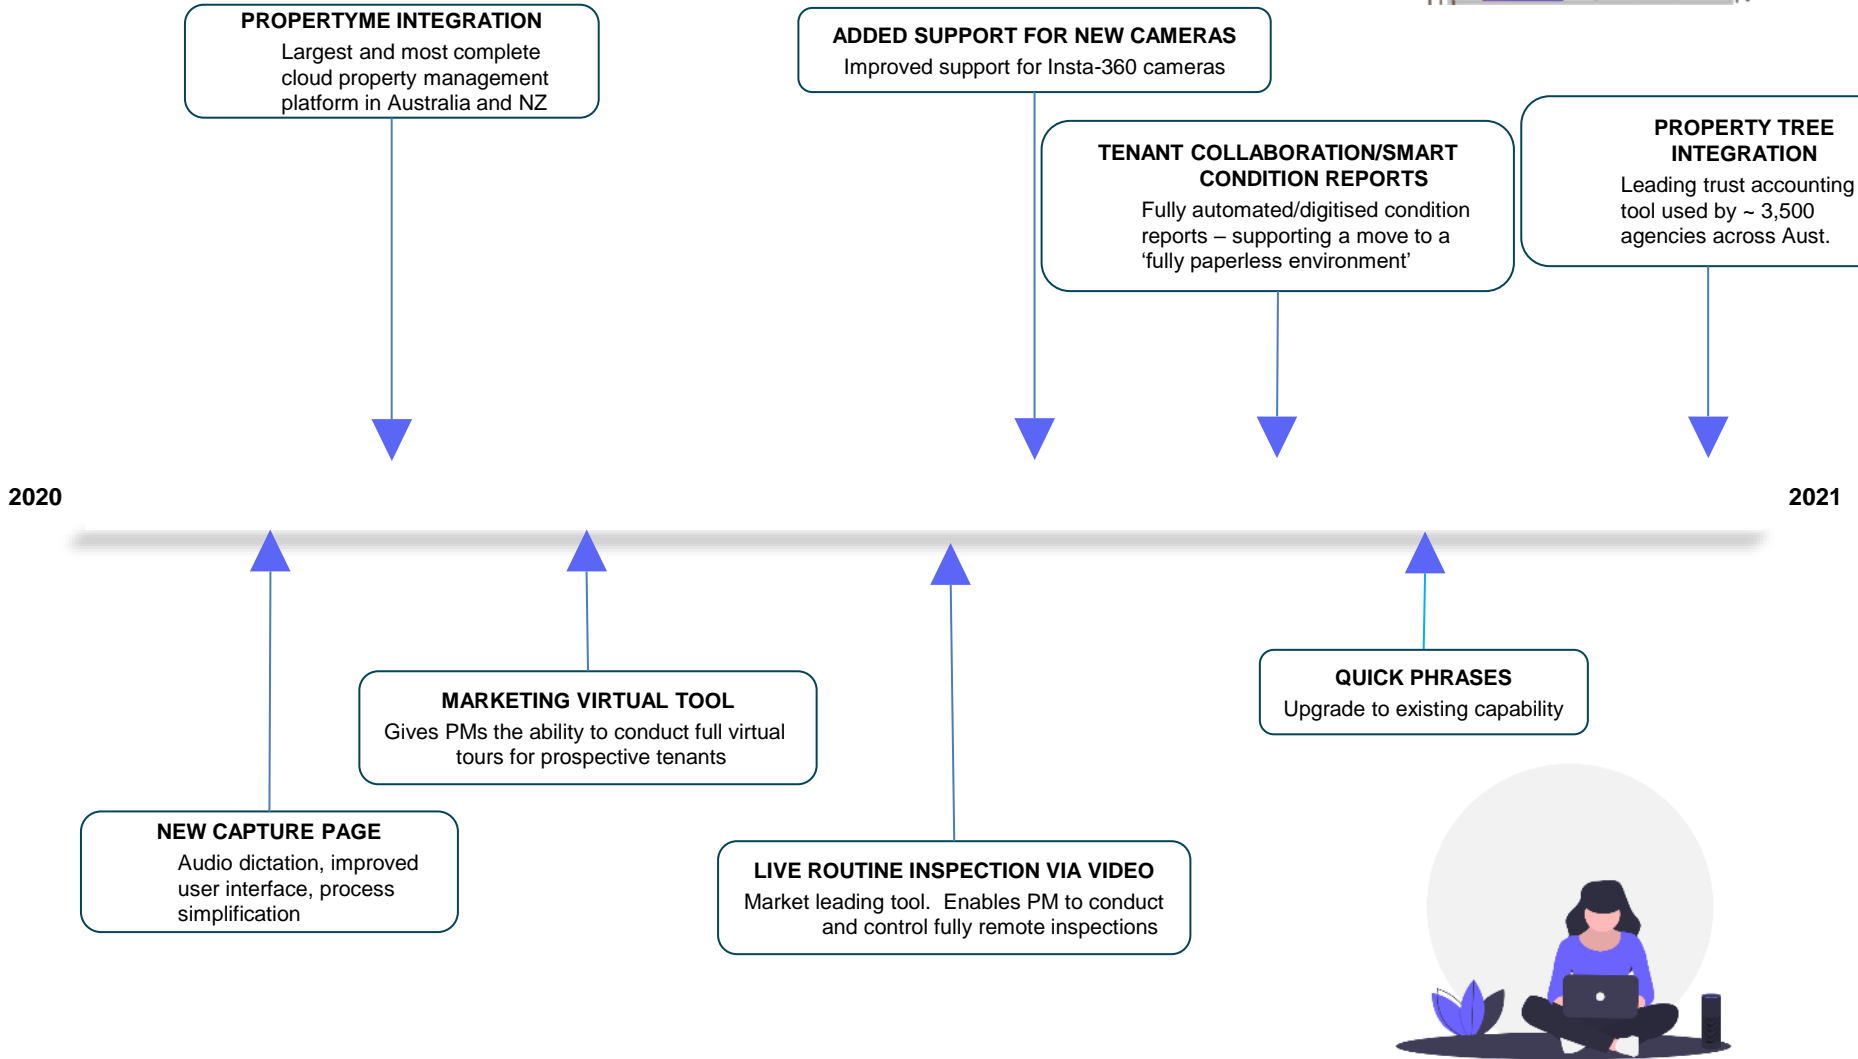 PROPERTYME INTEGRATION
Largest and most complete
cloud property management
platform in Australia and NZ
ADDED SUPPORT FOR NEW CAMERAS
Improved support for Insta-360 cameras
TENANT COLLABORATION/SMART
CONDITION REPORTS
Fully automated/digitised condition
reports – supporting a move to a
‘fully paperless environment’
PROPERTY TREE
INTEGRATION
Leading trust accounting
tool used by ~ 3,500
agencies across Aust.
2020
2021
MARKETING VIRTUAL TOOL
Gives PMs the ability to conduct full virtual
tours for prospective tenants
QUICK PHRASES
Upgrade to existing capability
NEW CAPTURE PAGE
Audio dictation, improved
user interface, process
simplification
LIVE ROUTINE INSPECTION VIA VIDEO
Market leading tool.  Enables PM to conduct
and control fully remote inspections